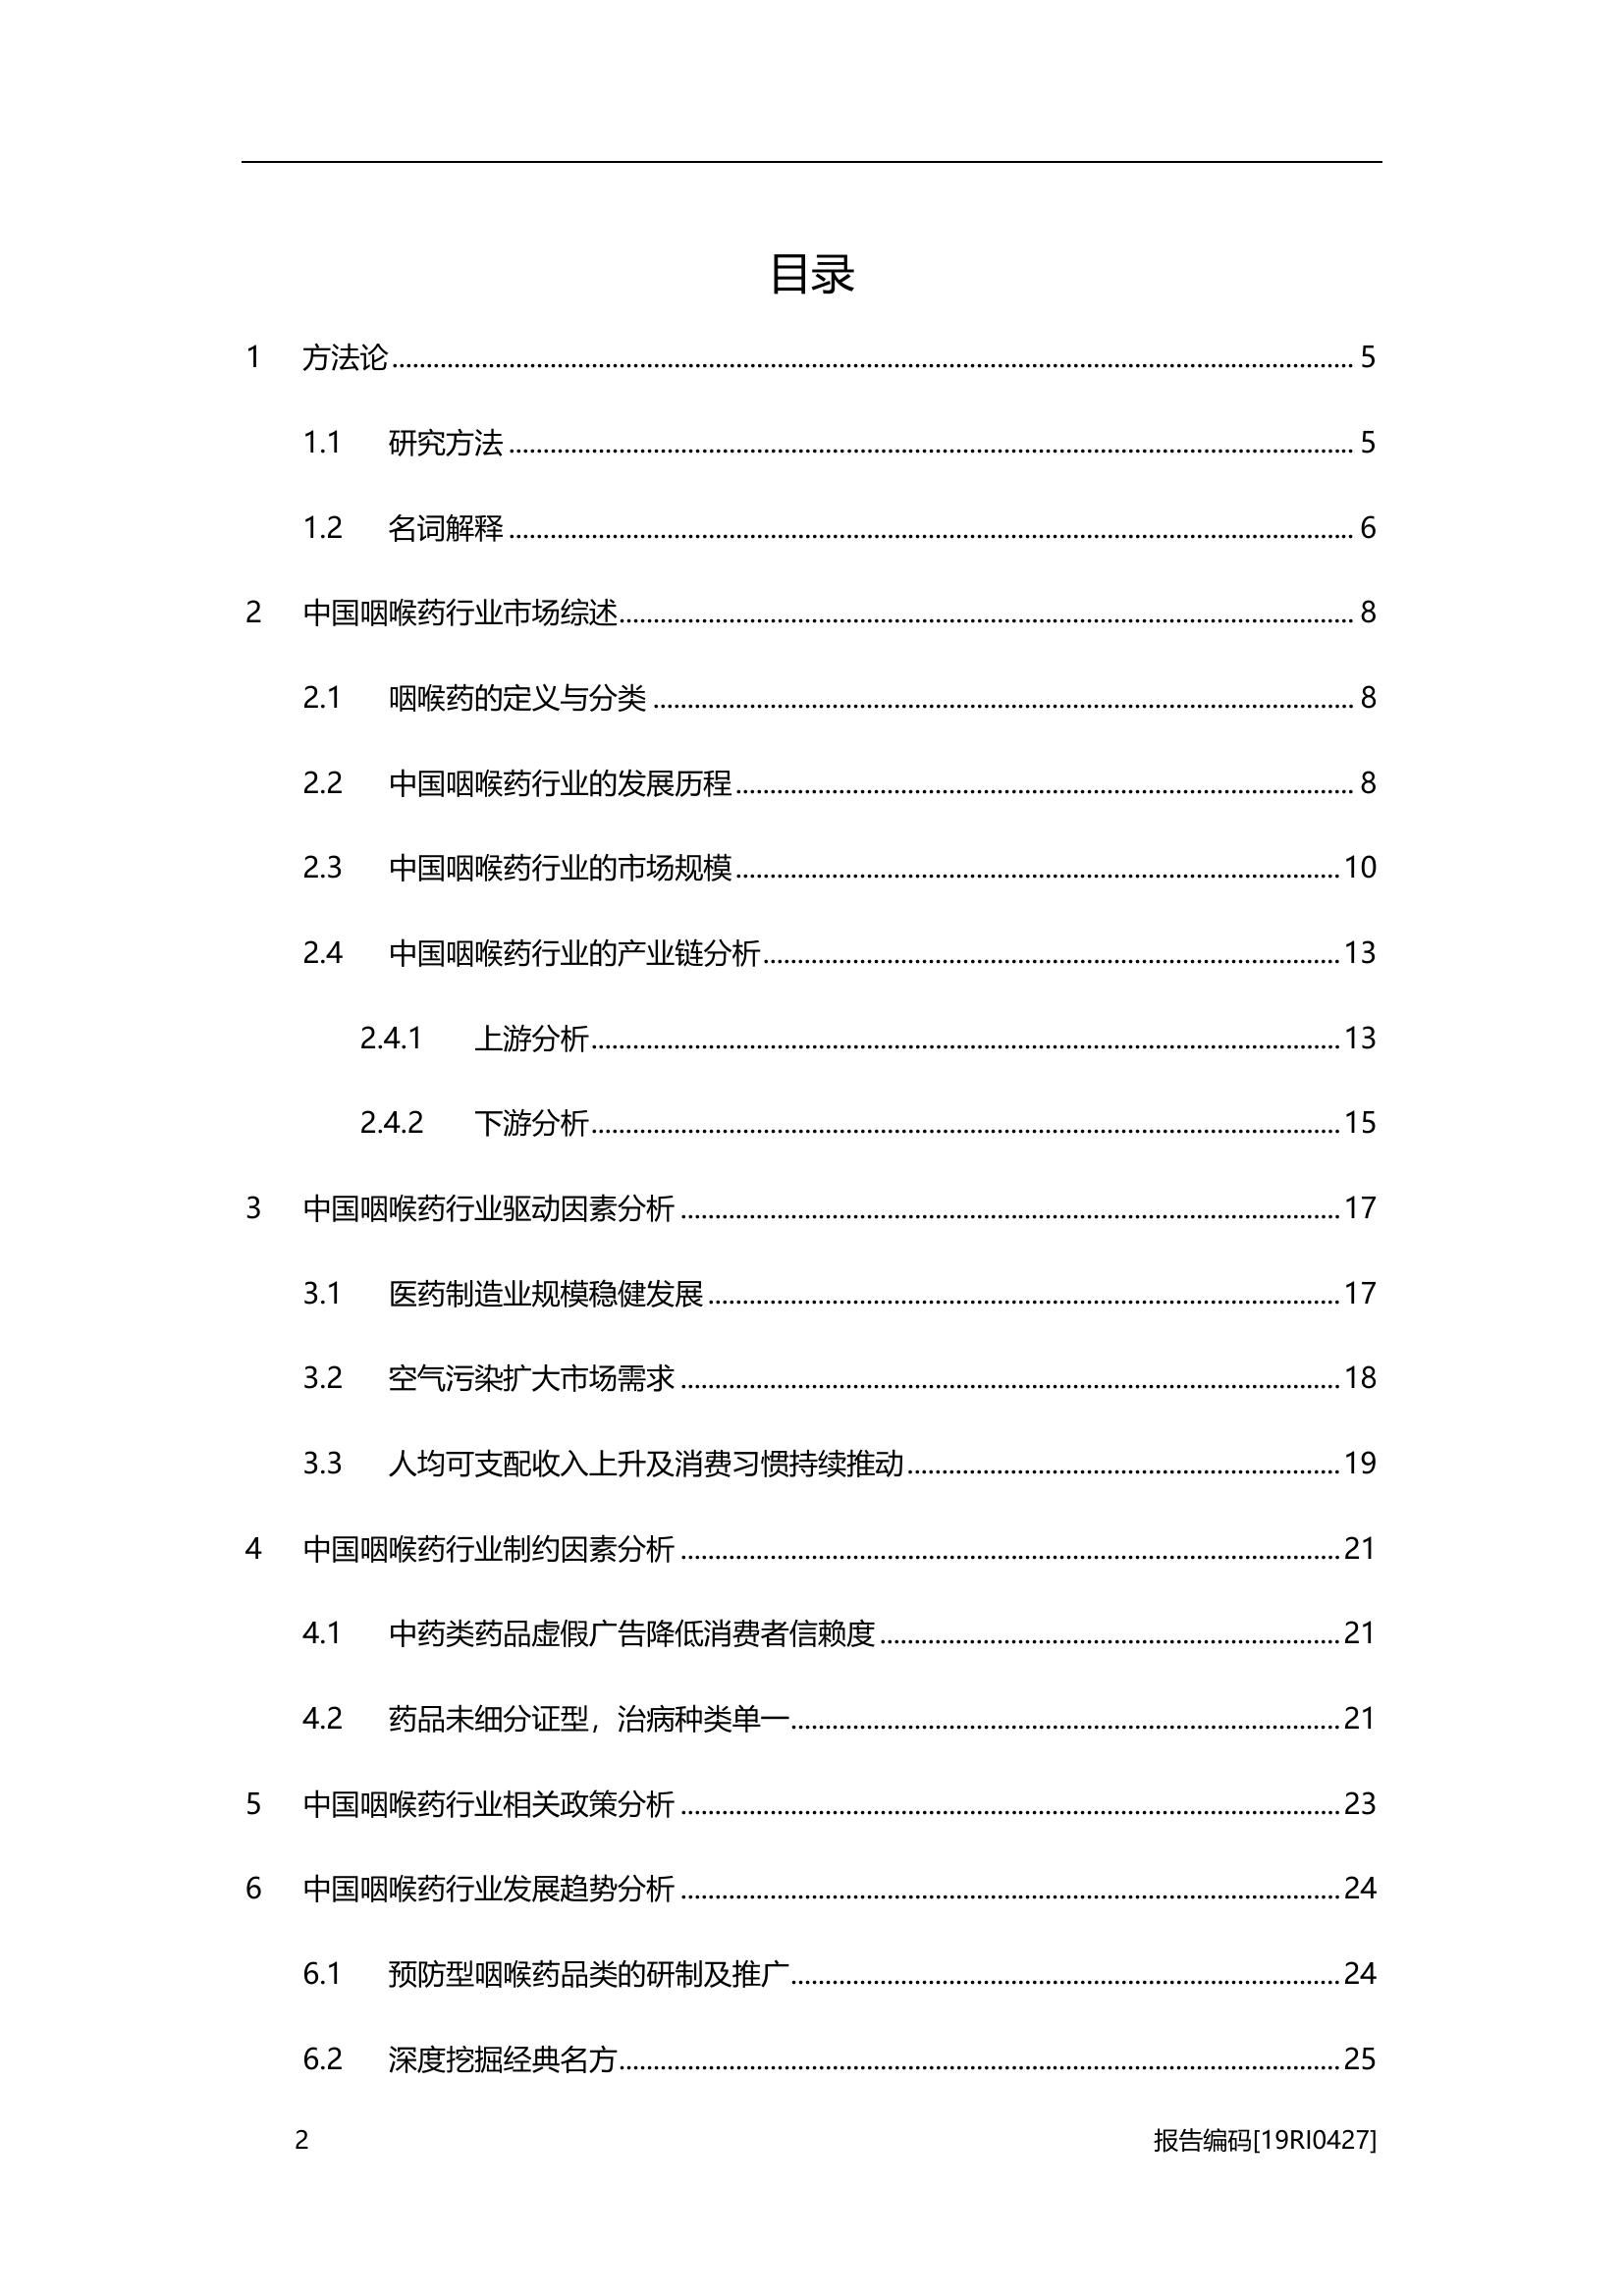 目录
1 方法论 5
1.1 研究方法 5
1.2 名词解释 6
2 中国咽喉药行业市场综述 8
2.1 咽喉药的定义与分类 8
2.2 中国咽喉药行业的发展历程 8
2.3 中国咽喉药行业的市场规模 10
2.4 中国咽喉药行业的产业链分析 13
2.4.1 上游分析 13
2.4.2 下游分析 15
3 中国咽喉药行业驱动因素分析 17
3.1 医药制造业规模稳健发展 17
3.2 空气污染扩大市场需求 18
3.3 人均可支配收入上升及消费习惯持续推动 19
4 中国咽喉药行业制约因素分析 21
4.1 中药类药品虚假广告降低消费者信赖度 21
4.2 药品未细分证型，治病种类单一 21
5 中国咽喉药行业相关政策分析 23
6 中国咽喉药行业发展趋势分析 24
6.1 预防型咽喉药品类的研制及推广 24
6.2 深度挖掘经典名方 25
2 报告编码[19RI0427]